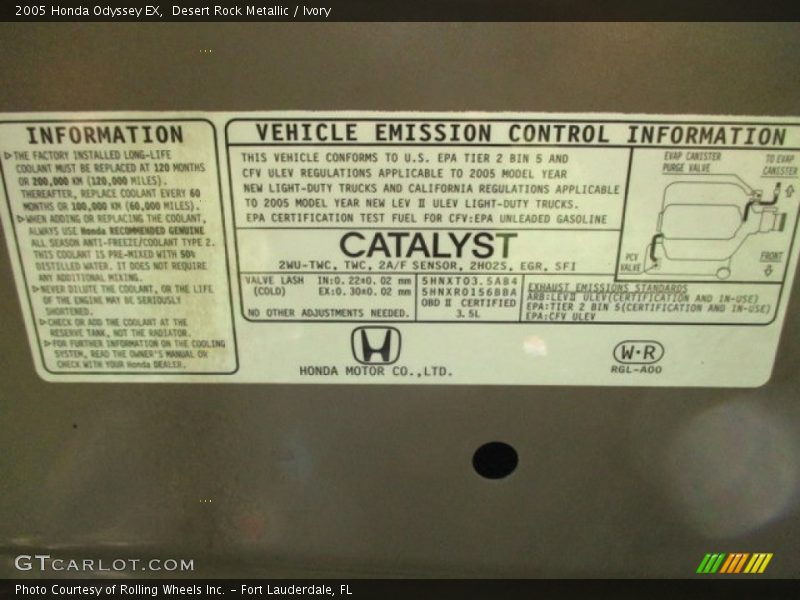 2005 Honda Odyssey EX,  Desert Rock Metallic / Ivory
INFORMATION
▷THE FACTORY INSTALLED LONG-LIFE
COOLANT MUST BE REPLACED AT 120 MONTHS
OR 200,000 KM (120,000 MILES).
THEREAFTER, REPLACE COOLANT EVERY 60
MONTHS OR 100,000 KM (60,000 MILES).
▷WHEN ADDING OR REPLACING THE COOLANT,
ALWAYS USE Honda RECOMMENDED GENUINE
ALL SEASON ANTI-FREEZE/COOLANT TYPE 2.
THIS COOLANT IS PRE-MIXED WITH 50%
DISTILLED WATER. IT DOES NOT REQUIRE
ANY ADDITIONAL MIXING.
▷NEVER DILUTE THE COOLANT, OR THE LIFE
OF THE ENGINE MAY BE SERIOUSLY
SHORTENED.
▷CHECK OR ADD THE COOLANT AT THE
RESERVE TANK, NOT THE RADIATOR.
▷FOR FURTHER INFORMATION ON THE COOLING
SYSTEM, READ THE OWNER'S MANUAL OR
CHECK WITH YOUR Honda DEALER.
VEHICLE EMISSION CONTROL INFORMATION
THIS VEHICLE CONFORMS TO U.S. EPA TIER 2 BIN 5 AND
CFV ULEV REGULATIONS APPLICABLE TO 2005 MODEL YEAR
NEW LIGHT-DUTY TRUCKS AND CALIFORNIA REGULATIONS APPLICABLE
TO 2005 MODEL YEAR NEW LEV II ULEV LIGHT-DUTY TRUCKS.
EPA CERTIFICATION TEST FUEL FOR CFV:EPA UNLEADED GASOLINE
CATALYST
2WU-TWC, TWC, 2A/F SENSOR, 2HO2S, EGR, SFI
VALVE LASH IN:0.22±0.02 mm
(COLD) EX:0.30±0.02 mm
NO OTHER ADJUSTMENTS NEEDED.
5HNXT03.5AB4
5HNXR0156BBA
OBD II CERTIFIED
3.5L
EVAP CANISTER
PURGE VALVE
TO EVAP
CANISTER
PCV
VALVE
FRONT
EXHAUST EMISSIONS STANDARDS
ARB:LEVII ULEV(CERTIFICATION AND IN-USE)
EPA:TIER 2 BIN 5(CERTIFICATION AND IN-USE)
EPA:CFV ULEV
HONDA MOTOR CO.,LTD.
W·R
RGL-A00
GTCARLOT.COM
Photo Courtesy of Rolling Wheels Inc. – Fort Lauderdale, FL